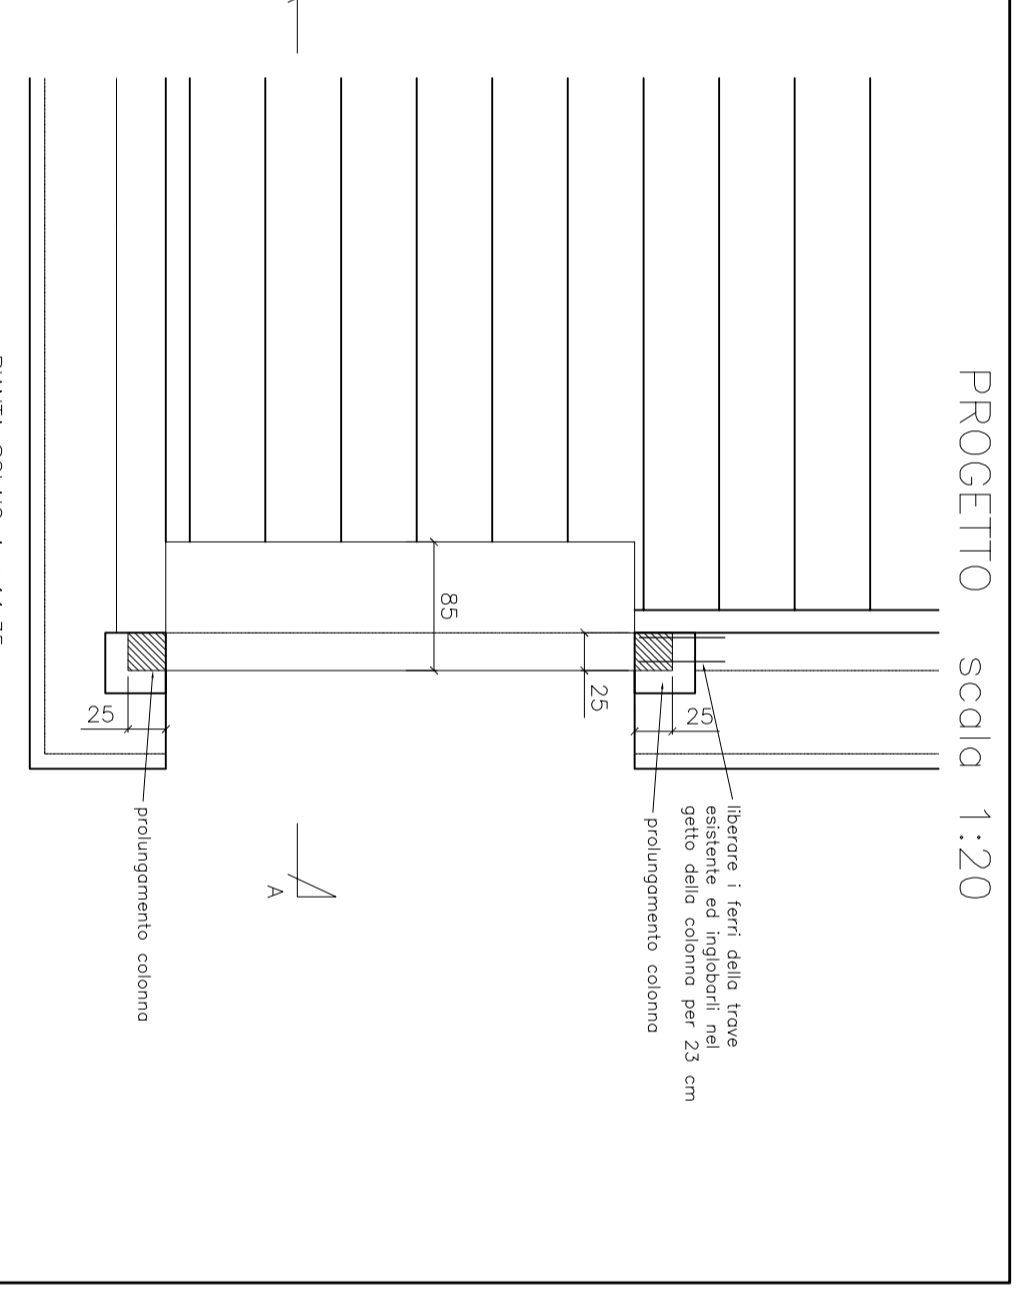 PROGETTO scala 1:20
liberare i ferri della trave
esistente ed inglobarli nel
getto della colonna per 23 cm
prolungamento colonna
25
25
85
A
prolungamento colonna
25